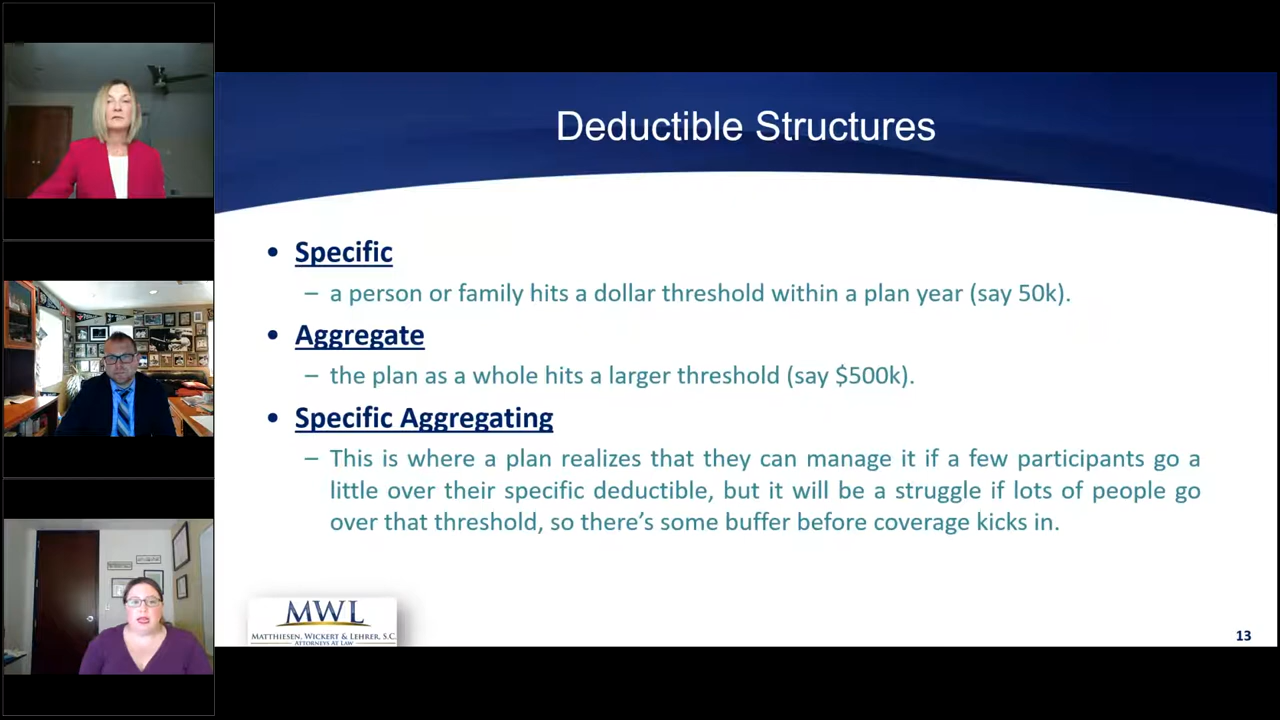 Deductible Structures
• Specific
– a person or family hits a dollar threshold within a plan year (say 50k).
• Aggregate
– the plan as a whole hits a larger threshold (say $500k).
• Specific Aggregating
– This is where a plan realizes that they can manage it if a few participants go a
little over their specific deductible, but it will be a struggle if lots of people go
over that threshold, so there’s some buffer before coverage kicks in.
MWL
MATTHIESEN, WICKERT & LEHRER, S.C.
ATTORNEYS AT LAW
13